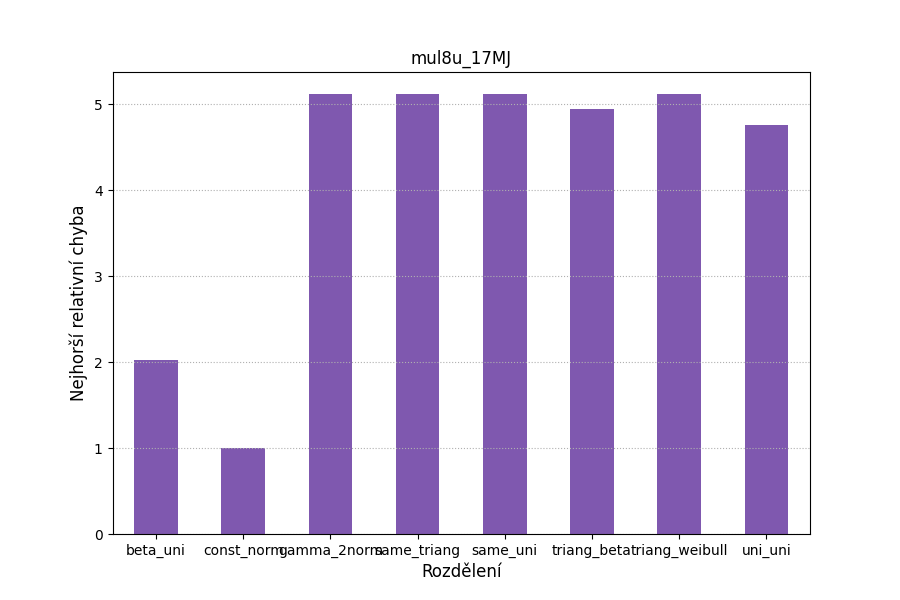 mul8u_17MJ
Nejhorší relativní chyba
5
4
3
2
1
0
beta_uni const_norm gamma_2norm same_triang same_uni triang_beta triang_weibull uni_uni
Rozdělení